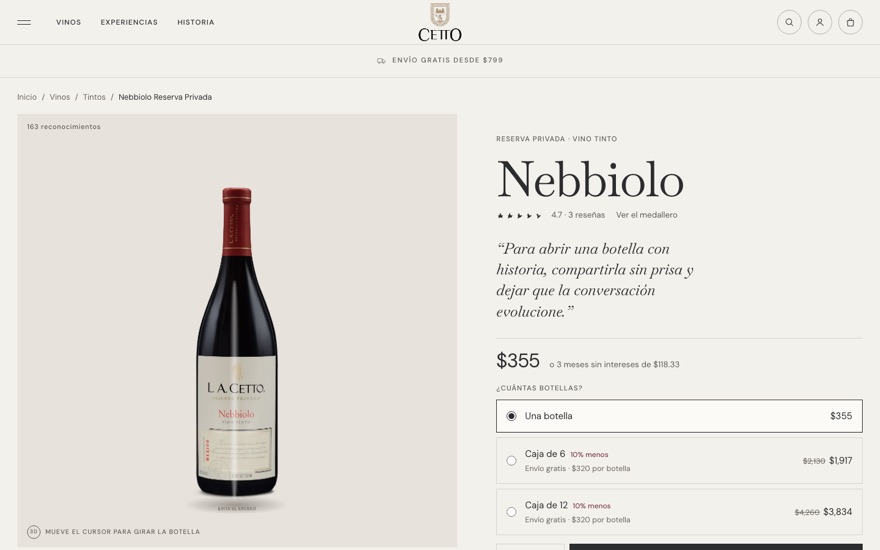 VINOS
EXPERIENCIAS
HISTORIA
CETTO
ENVÍO GRATIS DESDE $799
Inicio / Vinos / Tintos / Nebbiolo Reserva Privada
163 reconocimientos
L.A. CETTO
Nebbiolo
VINO TINTO
MÉXICO
3D MUEVE EL CURSOR PARA GIRAR LA BOTELLA
RESERVA PRIVADA · VINO TINTO
Nebbiolo
4.7 · 3 reseñas Ver el medallero
“Para abrir una botella con
historia, compartirla sin prisa y
dejar que la conversación
evolucione.”
$355 o 3 meses sin intereses de $118.33
¿CUÁNTAS BOTELLAS?
Una botella $355
Caja de 6 10% menos $2,130 $1,917
Envío gratis · $320 por botella
Caja de 12 10% menos $4,260 $3,834
Envío gratis · $320 por botella